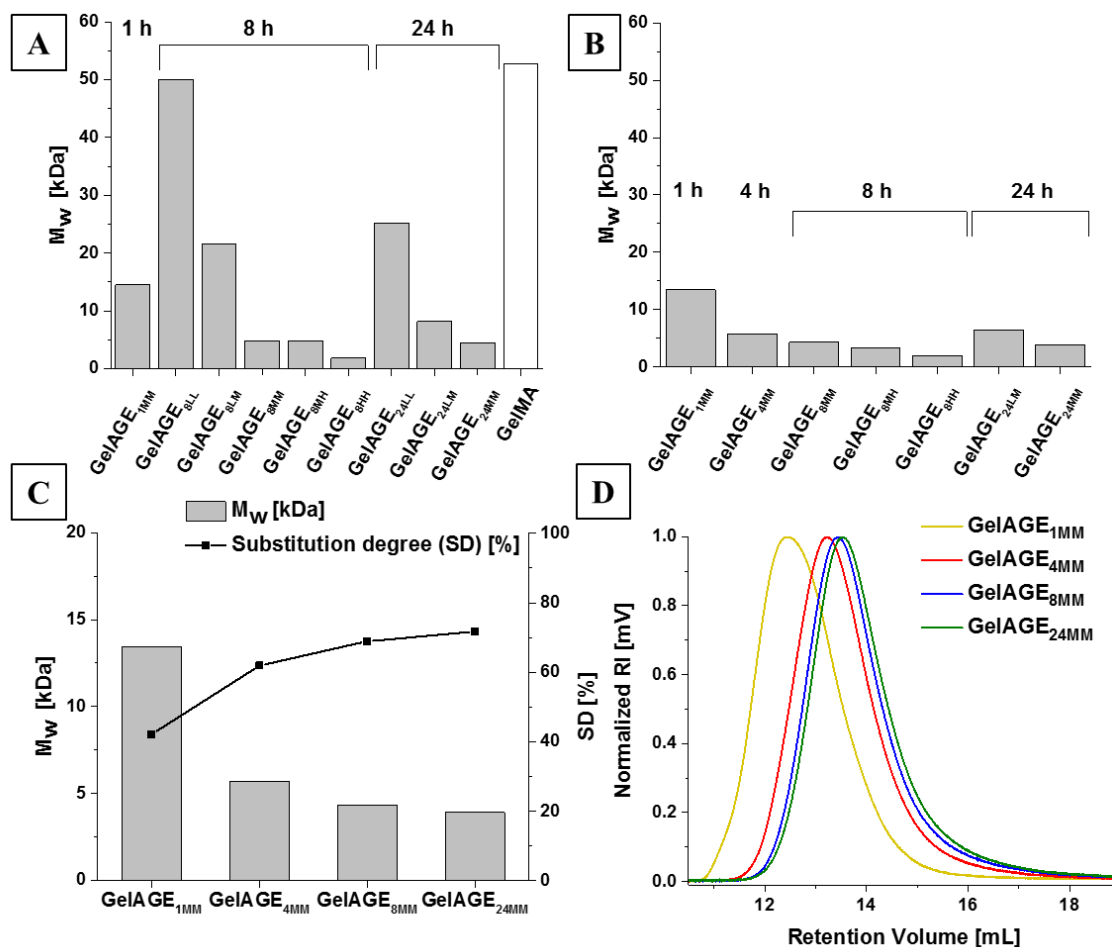 A
1 h 8 h 24 h
60
50
40
30
20
10
0
Mw [kDa]
GelAGE1MM
GelAGE8LL
GelAGE8LM
GelAGE8MM
GelAGE8MH
GelAGE8HH
GelAGE24LL
GelAGE24LM
GelAGE24MM
GelMA
B
1 h 4 h 8 h 24 h
60
50
40
30
20
10
0
Mw [kDa]
GelAGE1MM
GelAGE4MM
GelAGE8MM
GelAGE8MH
GelAGE8HH
GelAGE24LM
GelAGE24MM
C
Mw [kDa]
Substitution degree (SD) [%]
20
15
10
5
0
Mw [kDa]
100
80
60
40
20
0
SD [%]
GelAGE1MM GelAGE4MM GelAGE8MM GelAGE24MM
D
GelAGE1MM
GelAGE4MM
GelAGE8MM
GelAGE24MM
1.0
0.8
0.6
0.4
0.2
0.0
Normalized RI [mV]
12 14 16 18
Retention Volume [mL]